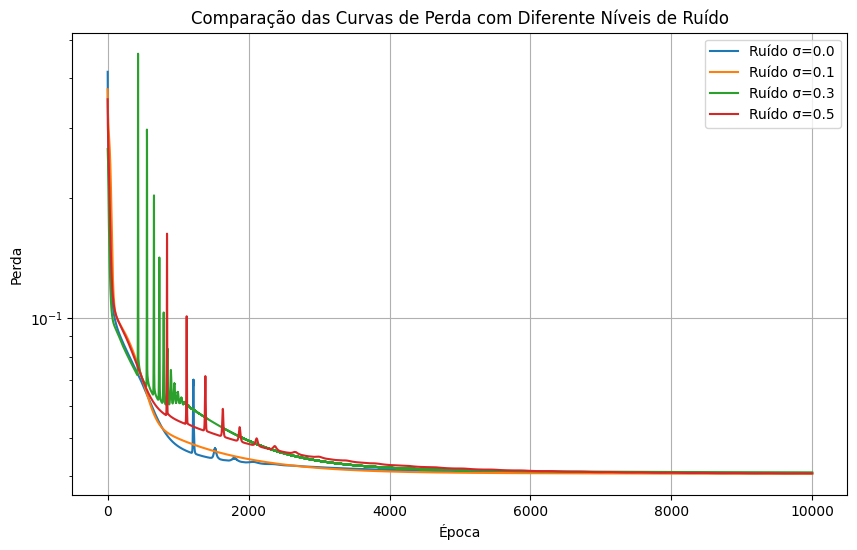 Comparação das Curvas de Perda com Diferente Níveis de Ruído
Ruído σ=0.0
Ruído σ=0.1
Ruído σ=0.3
Ruído σ=0.5
Perda
10⁻¹
0 2000 4000 6000 8000 10000
Época